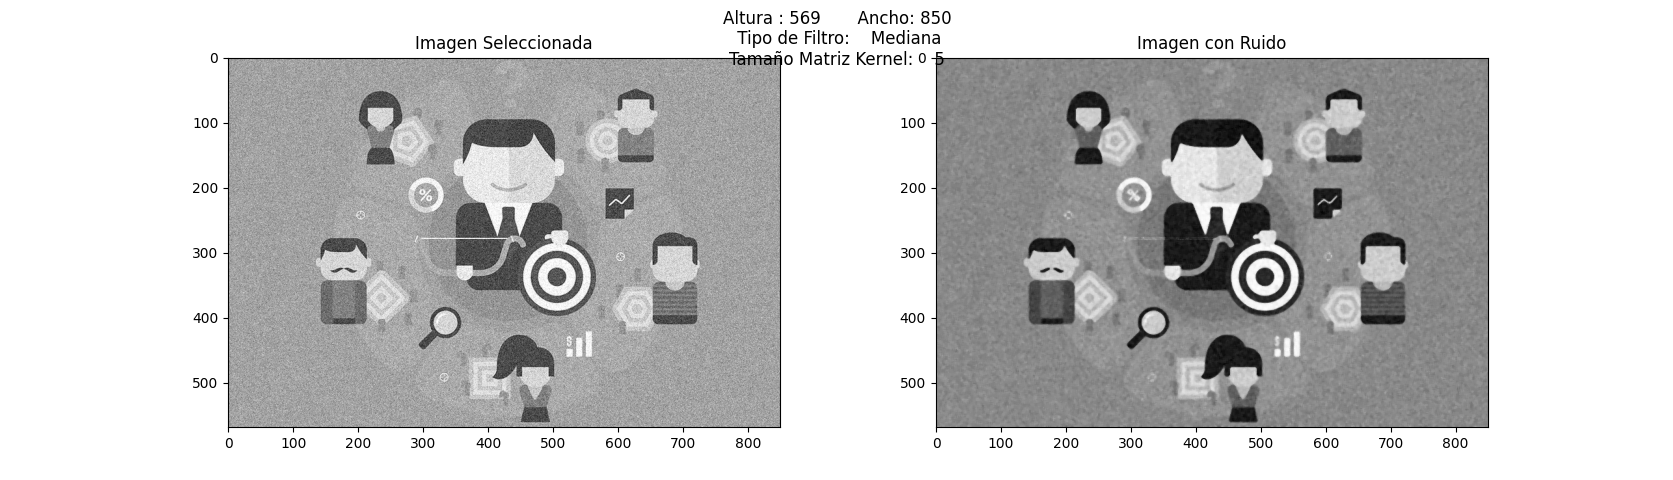 Altura : 569 Ancho: 850
Tipo de Filtro: Mediana
Tamaño Matriz Kernel: 5
Imagen Seleccionada
Imagen con Ruido
0
100
200
300
400
500
0 100 200 300 400 500 600 700 800
%
$
0
100
200
300
400
500
0 100 200 300 400 500 600 700 800
%